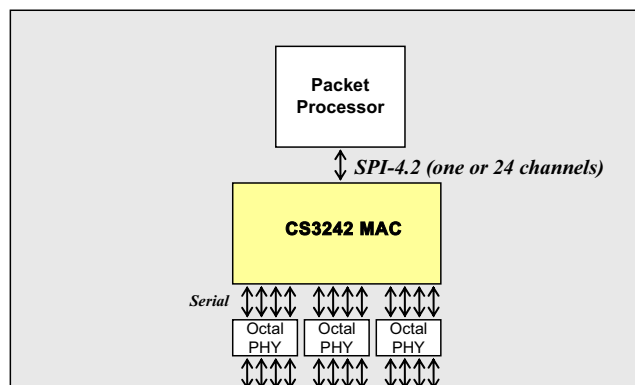 Packet
Processor
SPI-4.2 (one or 24 channels)
CS3242 MAC
Serial
Octal
PHY
Octal
PHY
Octal
PHY